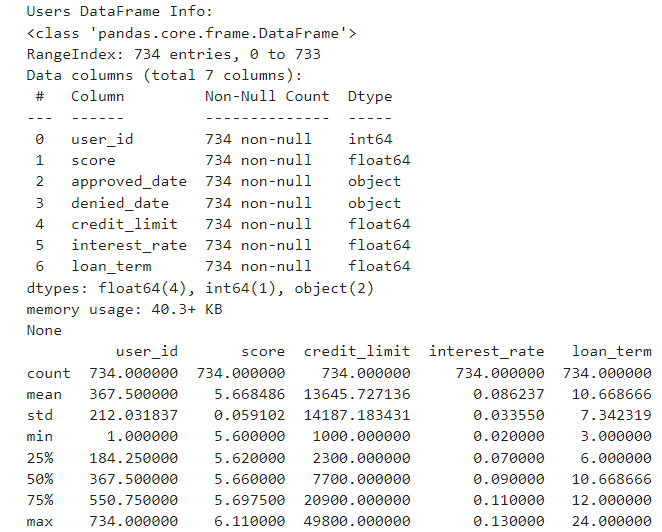 Users DataFrame Info:
<class 'pandas.core.frame.DataFrame'>
RangeIndex: 734 entries, 0 to 733
Data columns (total 7 columns):
 #   Column         Non-Null Count  Dtype
---  ------         --------------  -----
 0   user_id        734 non-null    int64
 1   score          734 non-null    float64
 2   approved_date  734 non-null    object
 3   denied_date    734 non-null    object
 4   credit_limit   734 non-null    float64
 5   interest_rate  734 non-null    float64
 6   loan_term      734 non-null    float64
dtypes: float64(4), int64(1), object(2)
memory usage: 40.3+ KB
None
          user_id       score  credit_limit  interest_rate   loan_term
count  734.000000  734.000000    734.000000     734.000000  734.000000
mean   367.500000    5.668486  13645.727136       0.086237   10.668666
std    212.031837    0.059102  14187.183431       0.033550    7.342319
min      1.000000    5.600000   1000.000000       0.020000    3.000000
25%    184.250000    5.620000   2300.000000       0.070000    6.000000
50%    367.500000    5.660000   7700.000000       0.090000   10.668666
75%    550.750000    5.697500  20900.000000       0.110000   12.000000
max    734.000000    6.110000  49800.000000       0.130000   24.000000